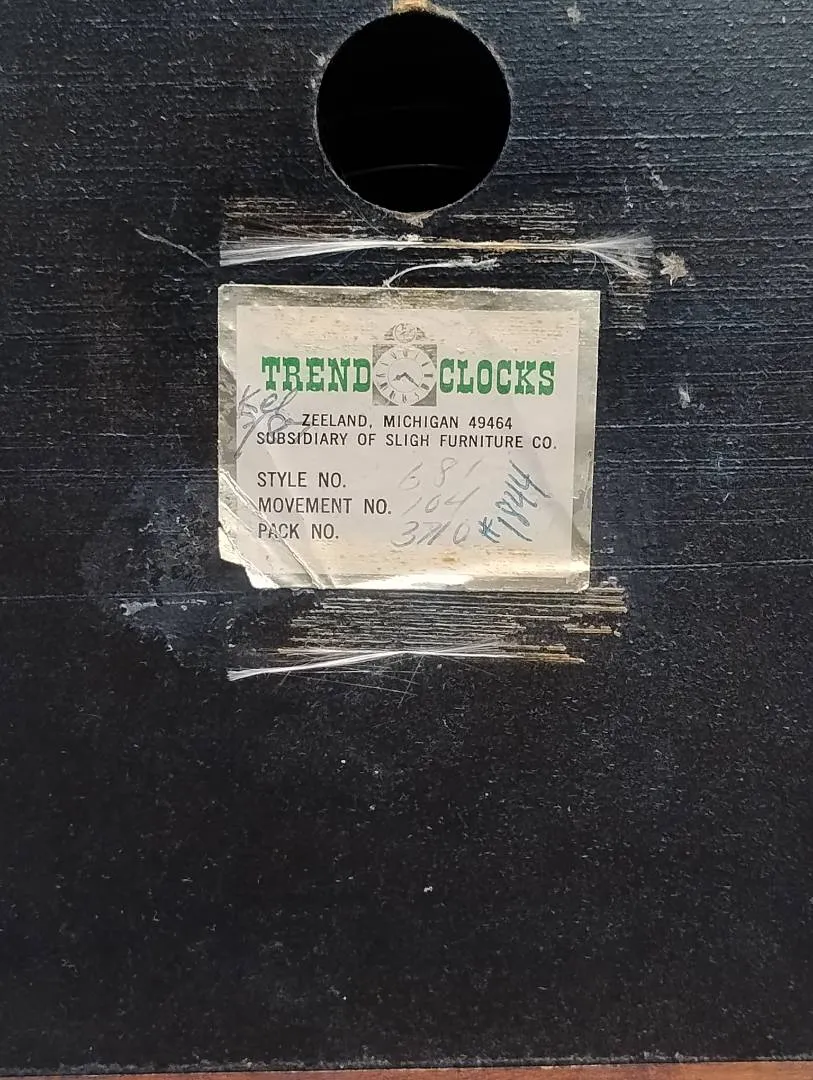 TREND CLOCKS
ZEELAND, MICHIGAN 49464
SUBSIDIARY OF SLIGH FURNITURE CO.
STYLE NO. 681
MOVEMENT NO. 104
PACK NO. 3710 #1844